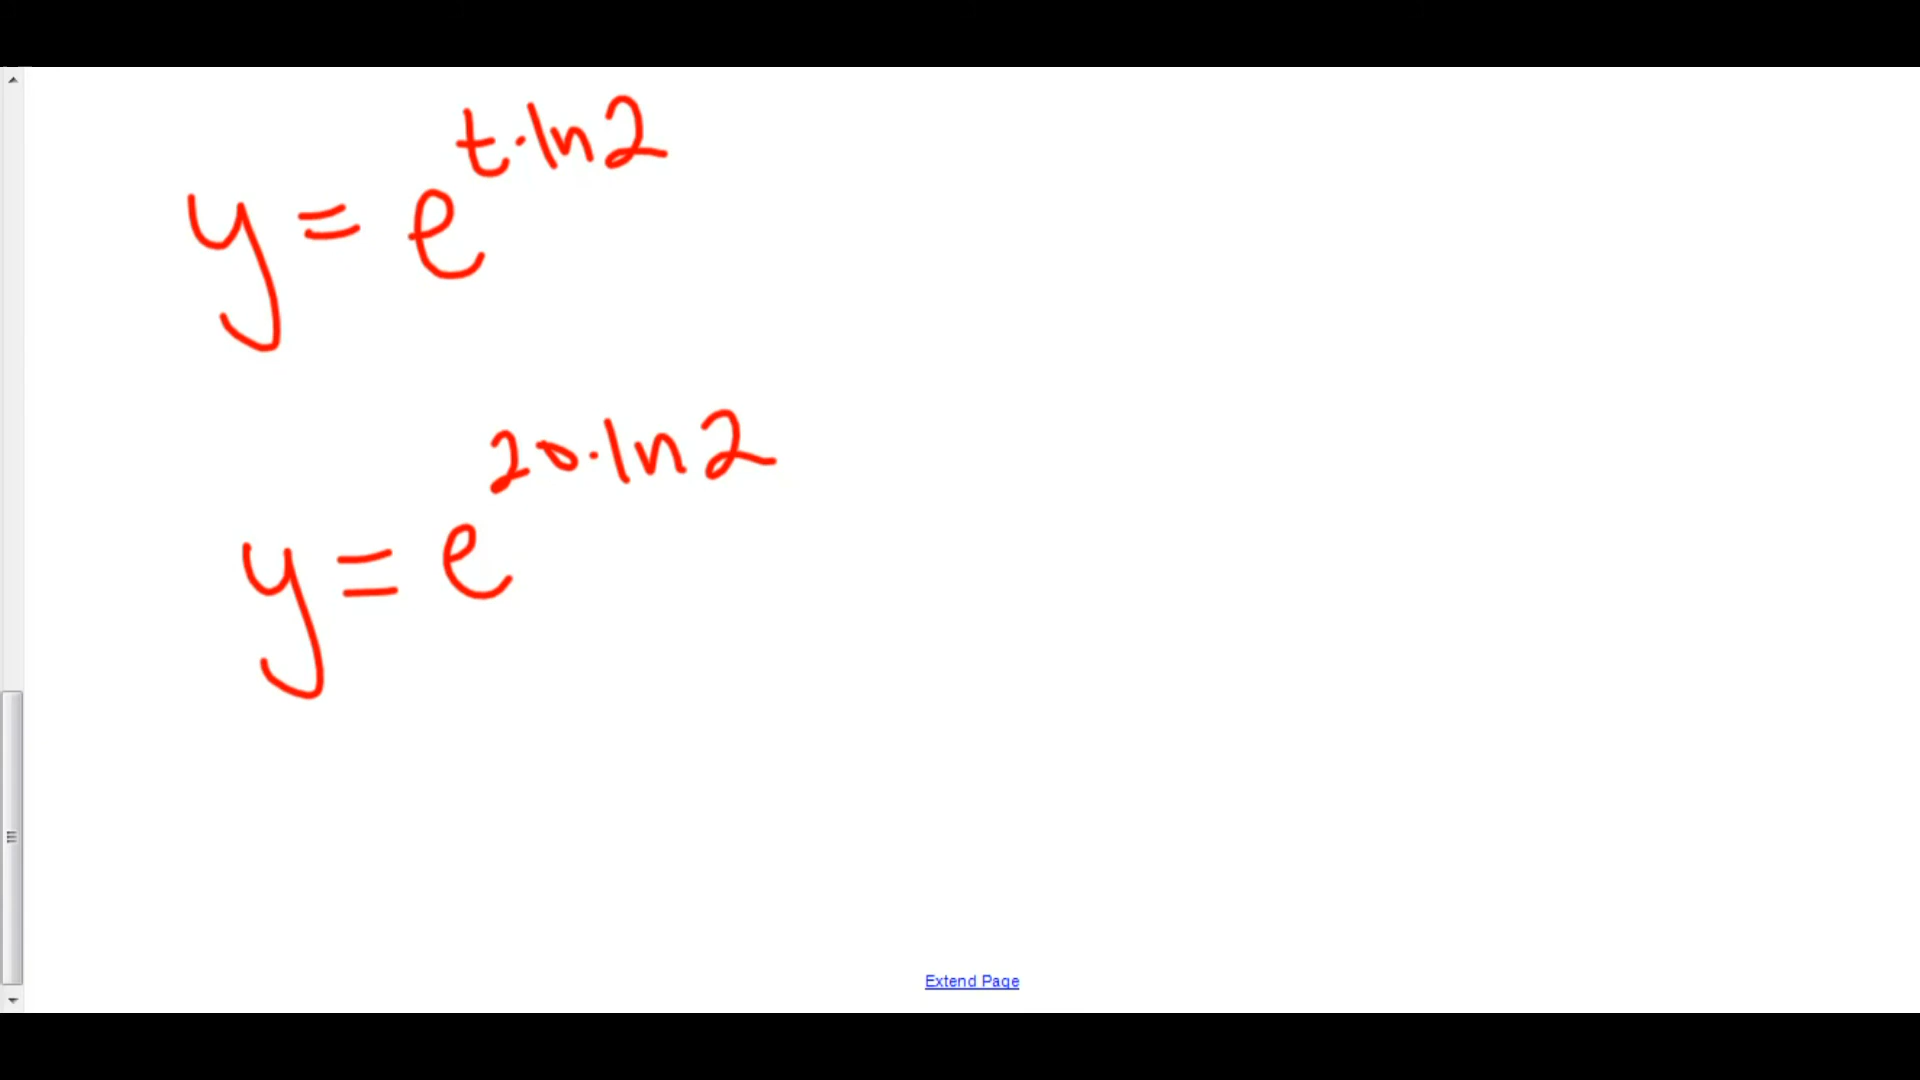 y = e^{t·ln2}
y = e^{20·ln2}
Extend Page